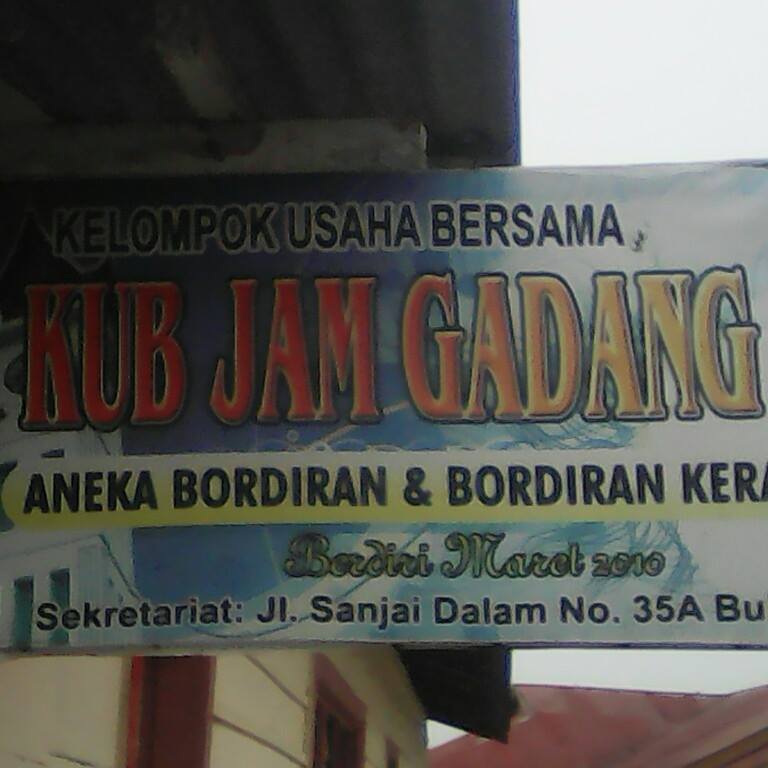 KELOMPOK USAHA BERSAMA
KUB JAM GADANG
ANEKA BORDIRAN & BORDIRAN KERA
Berdiri Maret 2010
Sekretariat: Jl. Sanjai Dalam No. 35A Bu